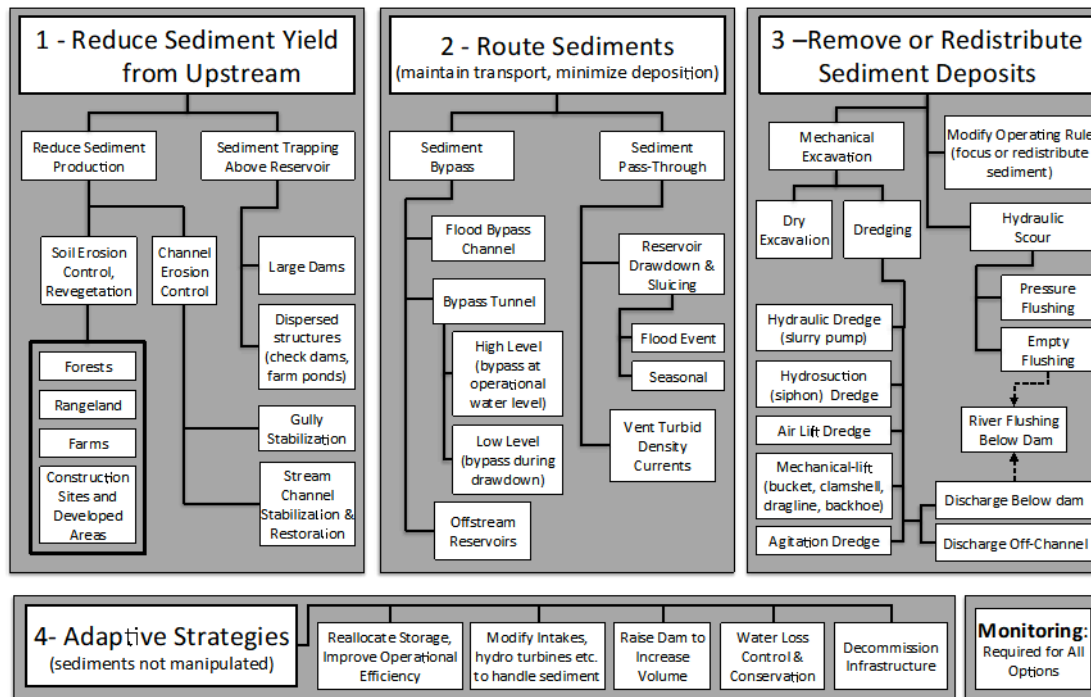 1 - Reduce Sediment Yield
from Upstream
Reduce Sediment
Production
Sediment Trapping
Above Reservoir
Soil Erosion
Control,
Revegetation
Channel
Erosion
Control
Large Dams
Dispersed
structures
(check dams,
farm ponds)
Forests
Rangeland
Farms
Construction
Sites and
Developed
Areas
Gully
Stabilization
Stream
Channel
Stabilization &
Restoration
2 - Route Sediments
(maintain transport, minimize deposition)
Sediment
Bypass
Sediment
Pass-Through
Flood Bypass
Channel
Bypass Tunnel
High Level
(bypass at
operational
water level)
Low Level
(bypass during
drawdown)
Offstream
Reservoirs
Reservoir
Drawdown &
Sluicing
Flood Event
Seasonal
Vent Turbid
Density
Currents
3 –Remove or Redistribute
Sediment Deposits
Mechanical
Excavation
Modify Operating Rule
(focus or redistribute
sediment)
Dry
Excavalion
Dredging
Hydraulic
Scour
Pressure
Flushing
Empty
Flushing
Hydraulic Dredge
(slurry pump)
Hydrosuction
(siphon) Dredge
Air Lift Dredge
Mechanical-lift
(bucket, clamshell,
dragline, backhoe)
Agitation Dredge
River Flushing
Below Dam
Discharge Below dam
Discharge Off-Channel
4- Adaptive Strategies
(sediments not manipulated)
Reallocate Storage,
Improve Operational
Efficiency
Modify Intakes,
hydro turbines etc.
to handle sediment
Raise Dam to
Increase
Volume
Water Loss
Control &
Conservation
Decommission
Infrastructure
Monitoring:
Required for All
Options